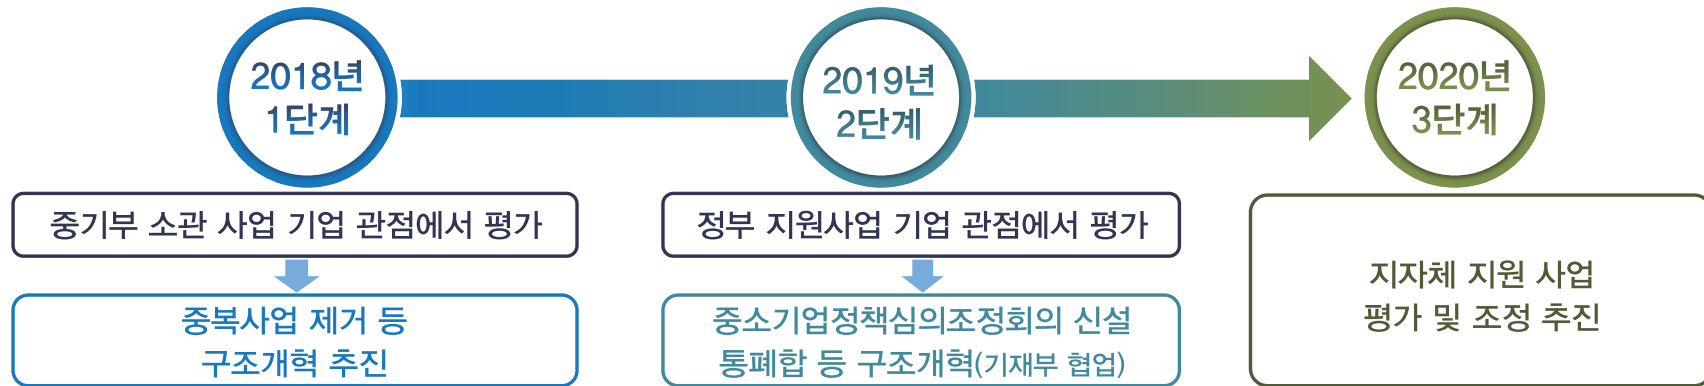 2018년
1단계
2019년
2단계
2020년
3단계
중기부 소관 사업 기업 관점에서 평가
정부 지원사업 기업 관점에서 평가
중복사업 제거 등
구조개혁 추진
중소기업정책심의조정회의 신설
통폐합 등 구조개혁(기재부 협업)
지자체 지원 사업
평가 및 조정 추진